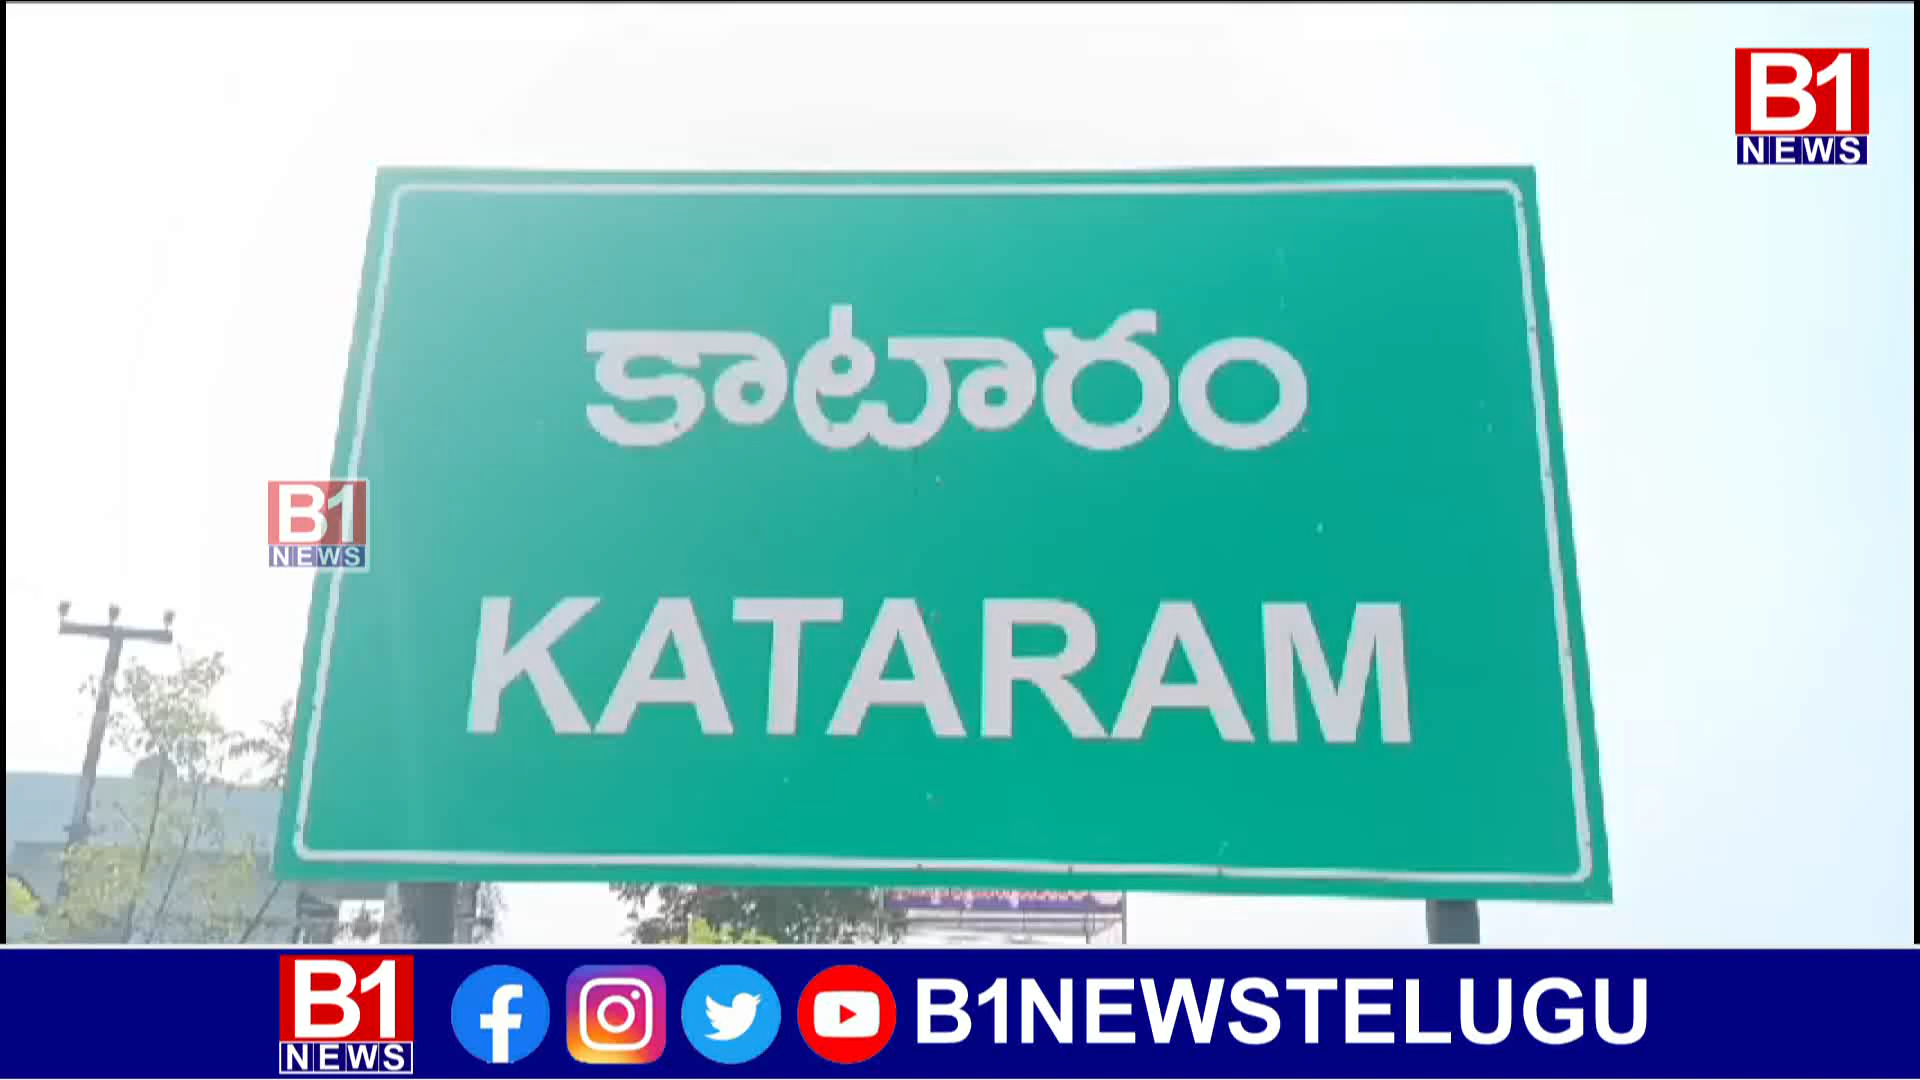 B1
NEWS
కాటారం
B1
NEWS
KATARAM
B1
NEWS
B1NEWSTELUGU